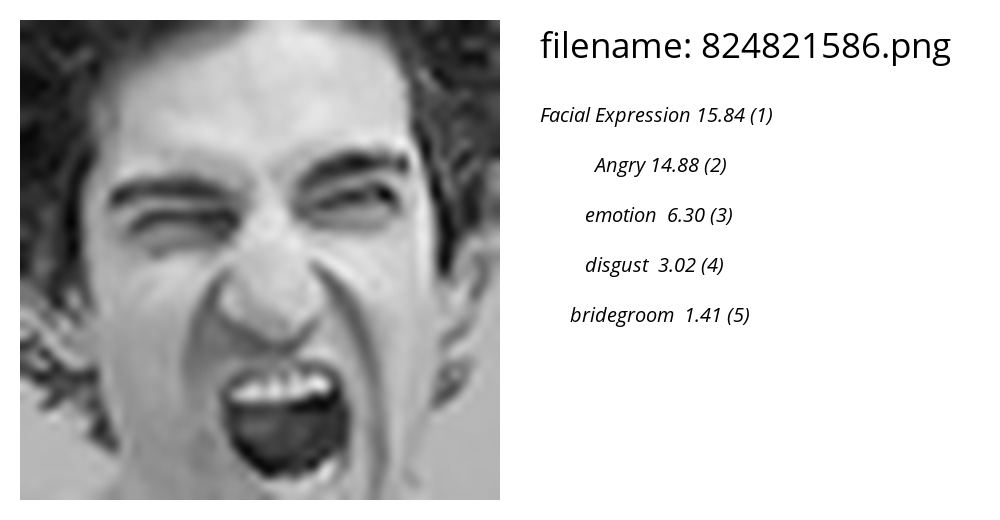 filename: 824821586.png
Facial Expression 15.84 (1)
Angry 14.88 (2)
emotion 6.30 (3)
disgust 3.02 (4)
bridegroom 1.41 (5)